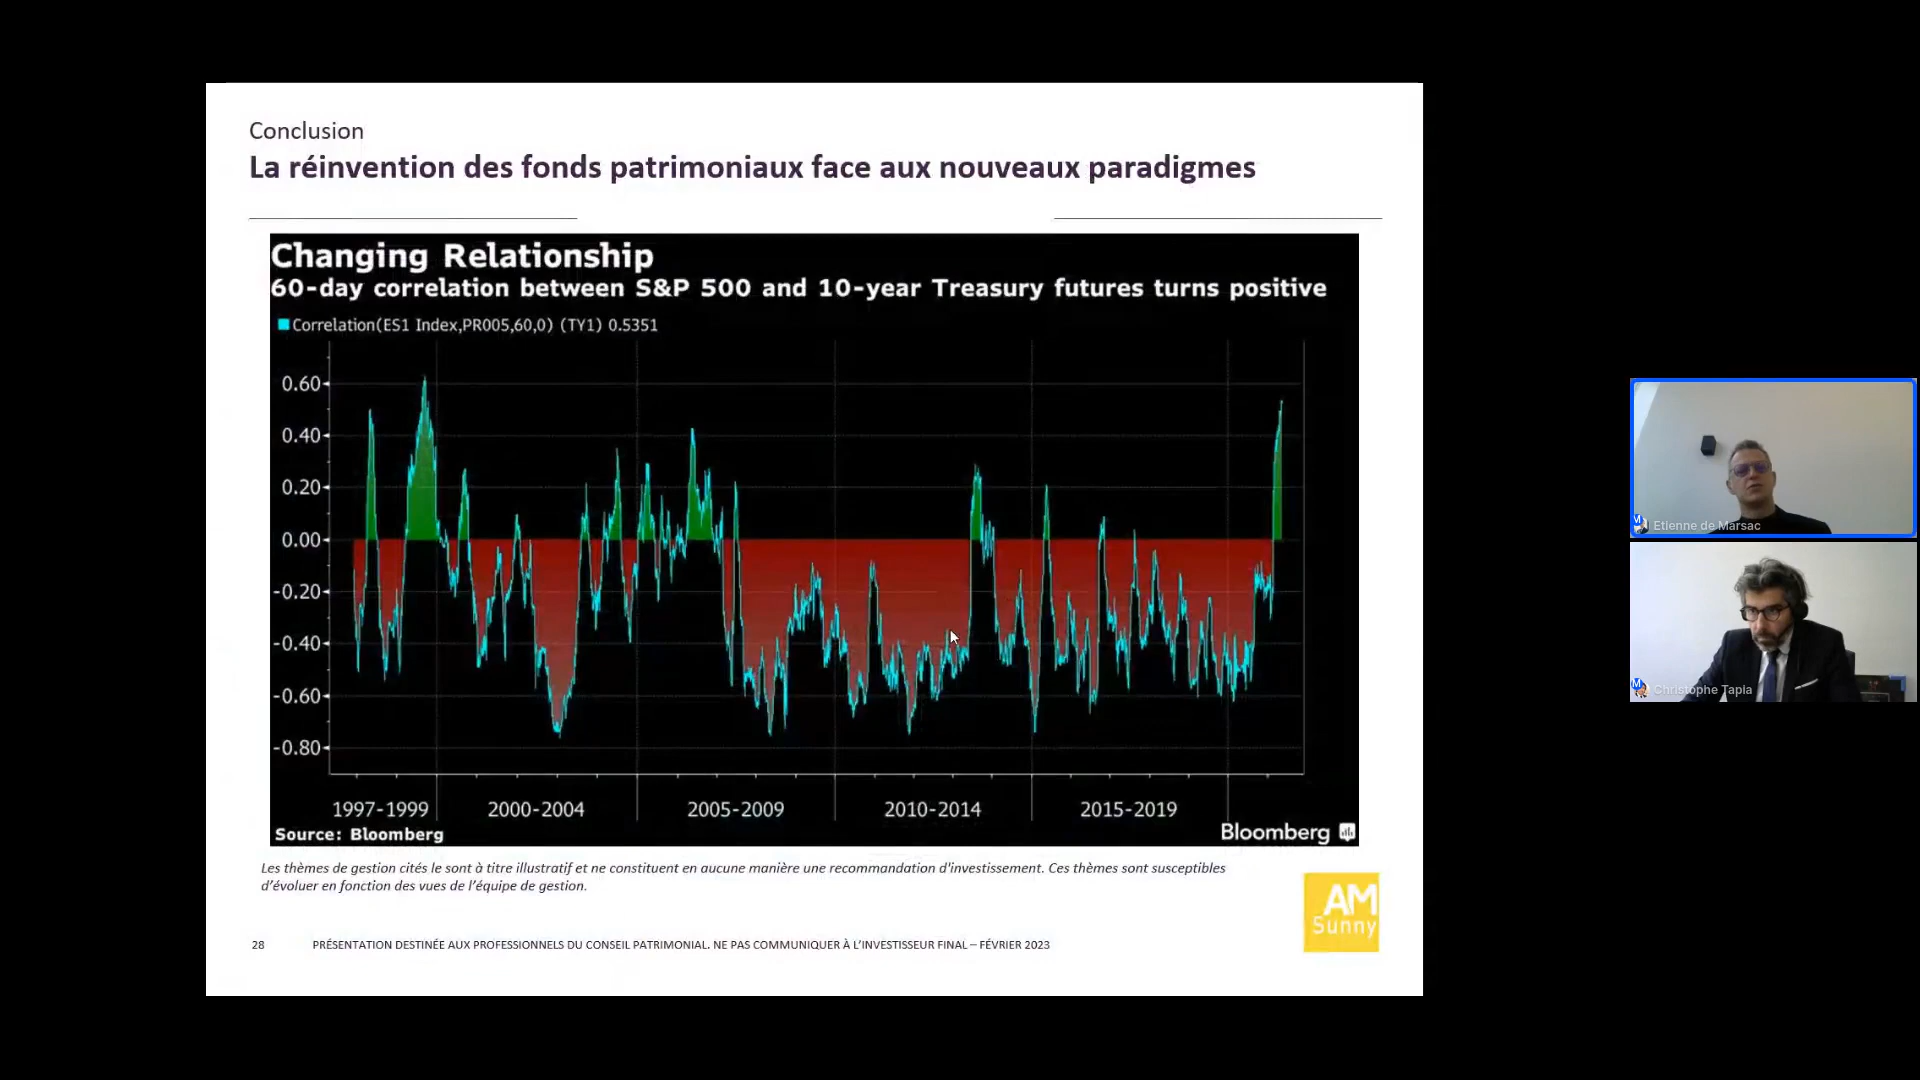 Conclusion
La réinvention des fonds patrimoniaux face aux nouveaux paradigmes
Changing Relationship
60-day correlation between S&P 500 and 10-year Treasury futures turns positive
Correlation(ES1 Index,PR005,60,0) (TY1) 0.5351
0.60
0.40
0.20
0.00
-0.20
-0.40
-0.60
-0.80
1997-1999 2000-2004 2005-2009 2010-2014 2015-2019
Source: Bloomberg
Bloomberg
Les thèmes de gestion cités le sont à titre illustratif et ne constituent en aucune manière une recommandation d'investissement. Ces thèmes sont susceptibles
d’évoluer en fonction des vues de l’équipe de gestion.
AM
Sunny
28 PRÉSENTATION DESTINÉE AUX PROFESSIONNELS DU CONSEIL PATRIMONIAL. NE PAS COMMUNIQUER À L’INVESTISSEUR FINAL – FÉVRIER 2023
Etienne de Marsac
Christophe Tapia